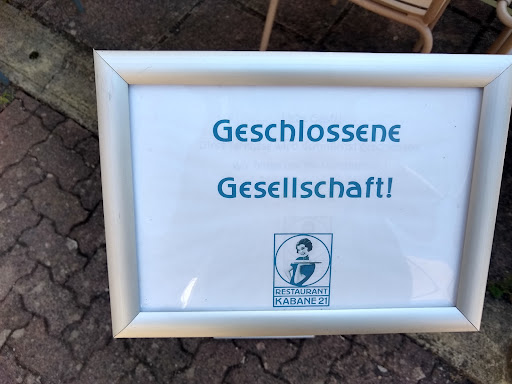 Geschlossene
Gesellschaft!
RESTAURANT
KABANE 21